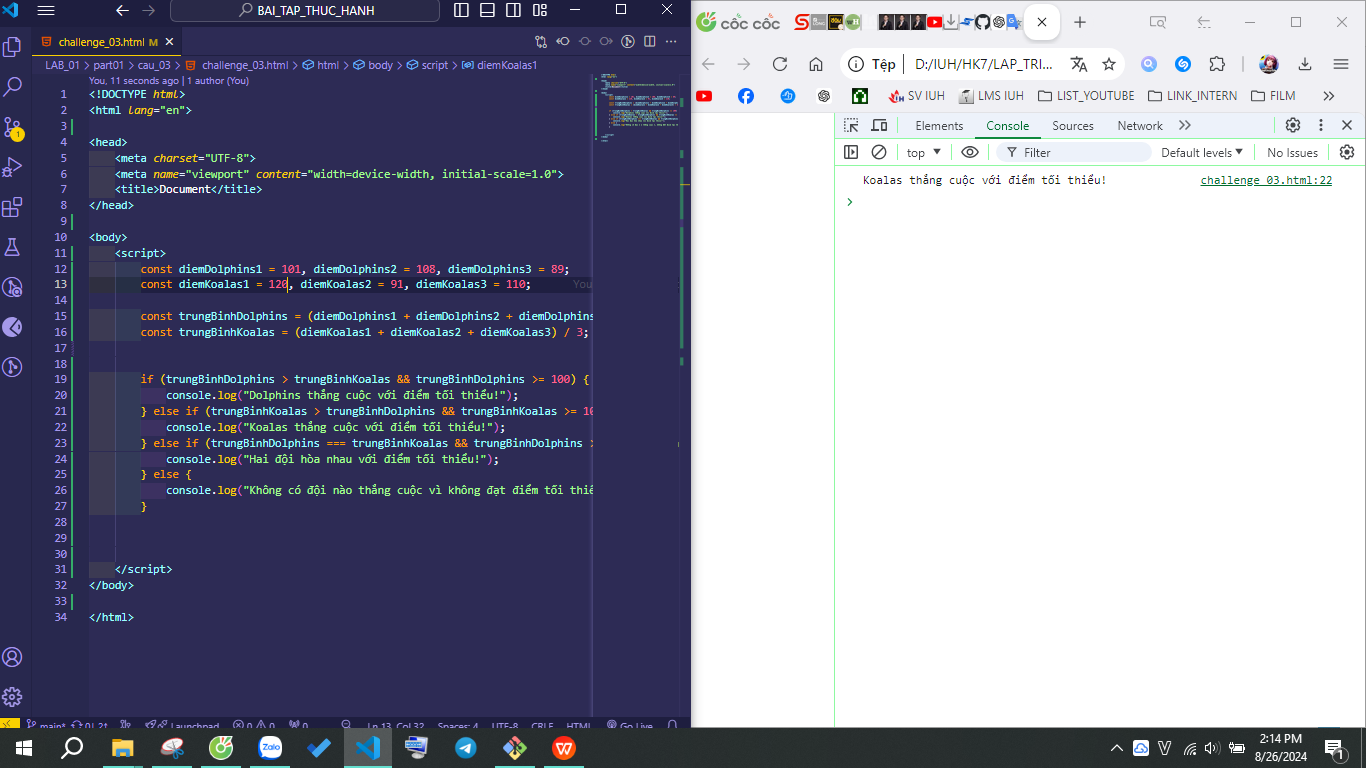 BAI_TAP_THUC_HANH
challenge_03.html M
LAB_01 > part01 > cau_03 > challenge_03.html > html > body > script > diemKoalas1
You, 11 seconds ago | 1 author (You)
1 <!DOCTYPE html>
2 <html lang="en">
3
4 <head>
5 <meta charset="UTF-8">
6 <meta name="viewport" content="width=device-width, initial-scale=1.0">
7 <title>Document</title>
8 </head>
9
10 <body>
11 <script>
12 const diemDolphins1 = 101, diemDolphins2 = 108, diemDolphins3 = 89;
13 const diemKoalas1 = 120, diemKoalas2 = 91, diemKoalas3 = 110; You
14
15 const trungBinhDolphins = (diemDolphins1 + diemDolphins2 + diemDolphins
16 const trungBinhKoalas = (diemKoalas1 + diemKoalas2 + diemKoalas3) / 3;
17
18
19 if (trungBinhDolphins > trungBinhKoalas && trungBinhDolphins >= 100) {
20 console.log("Dolphins thắng cuộc với điểm tối thiểu!");
21 } else if (trungBinhKoalas > trungBinhDolphins && trungBinhKoalas >= 10
22 console.log("Koalas thắng cuộc với điểm tối thiểu!");
23 } else if (trungBinhDolphins === trungBinhKoalas && trungBinhDolphins >
24 console.log("Hai đội hòa nhau với điểm tối thiểu!");
25 } else {
26 console.log("Không có đội nào thắng cuộc vì không đạt điểm tối thiể
27 }
28
29
30
31 </script>
32 </body>
33
34 </html>
main* 0↓ 2↑ Launchpad 0 0 0 Ln 13, Col 32 Spaces: 4 UTF-8 CRLF HTML Go Live
cốc cốc
Tệp D:/IUH/HK7/LAP_TRI...
SV IUH LMS IUH LIST_YOUTUBE LINK_INTERN FILM
Elements Console Sources Network
top Filter Default levels No Issues
Koalas thắng cuộc với điểm tối thiểu! challenge 03.html:22
Zalo
2:14 PM
8/26/2024
1